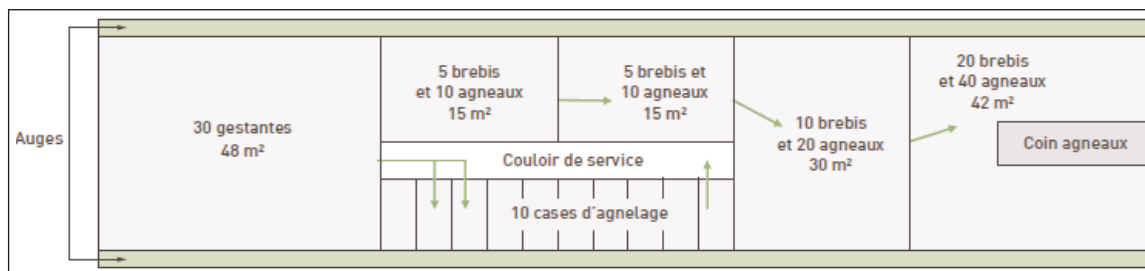 Auges
30 gestantes
48 m²
5 brebis
et 10 agneaux
15 m²
5 brebis et
10 agneaux
15 m²
Couloir de service
10 cases d'agnelage
10 brebis
et 20 agneaux
30 m²
20 brebis
et 40 agneaux
42 m²
Coin agneaux